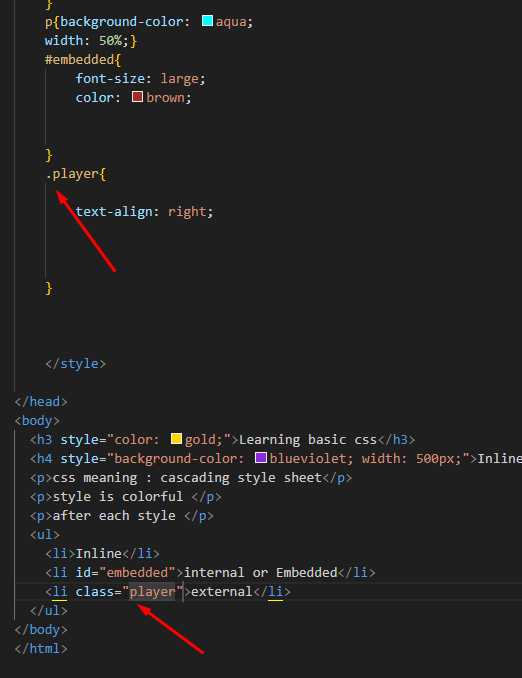 }
p{background-color: aqua;
width: 50%;}
#embedded{
font-size: large;
color: brown;
}
.player{
text-align: right;
}
</style>
</head>
<body>
<h3 style="color: gold;">Learning basic css</h3>
<h4 style="background-color: blueviolet; width: 500px;">Inline
<p>css meaning : cascading style sheet</p>
<p>style is colorful </p>
<p>after each style </p>
<ul>
<li>Inline</li>
<li id="embedded">internal or Embedded</li>
<li class="player">external</li>
</ul>
</body>
</html>